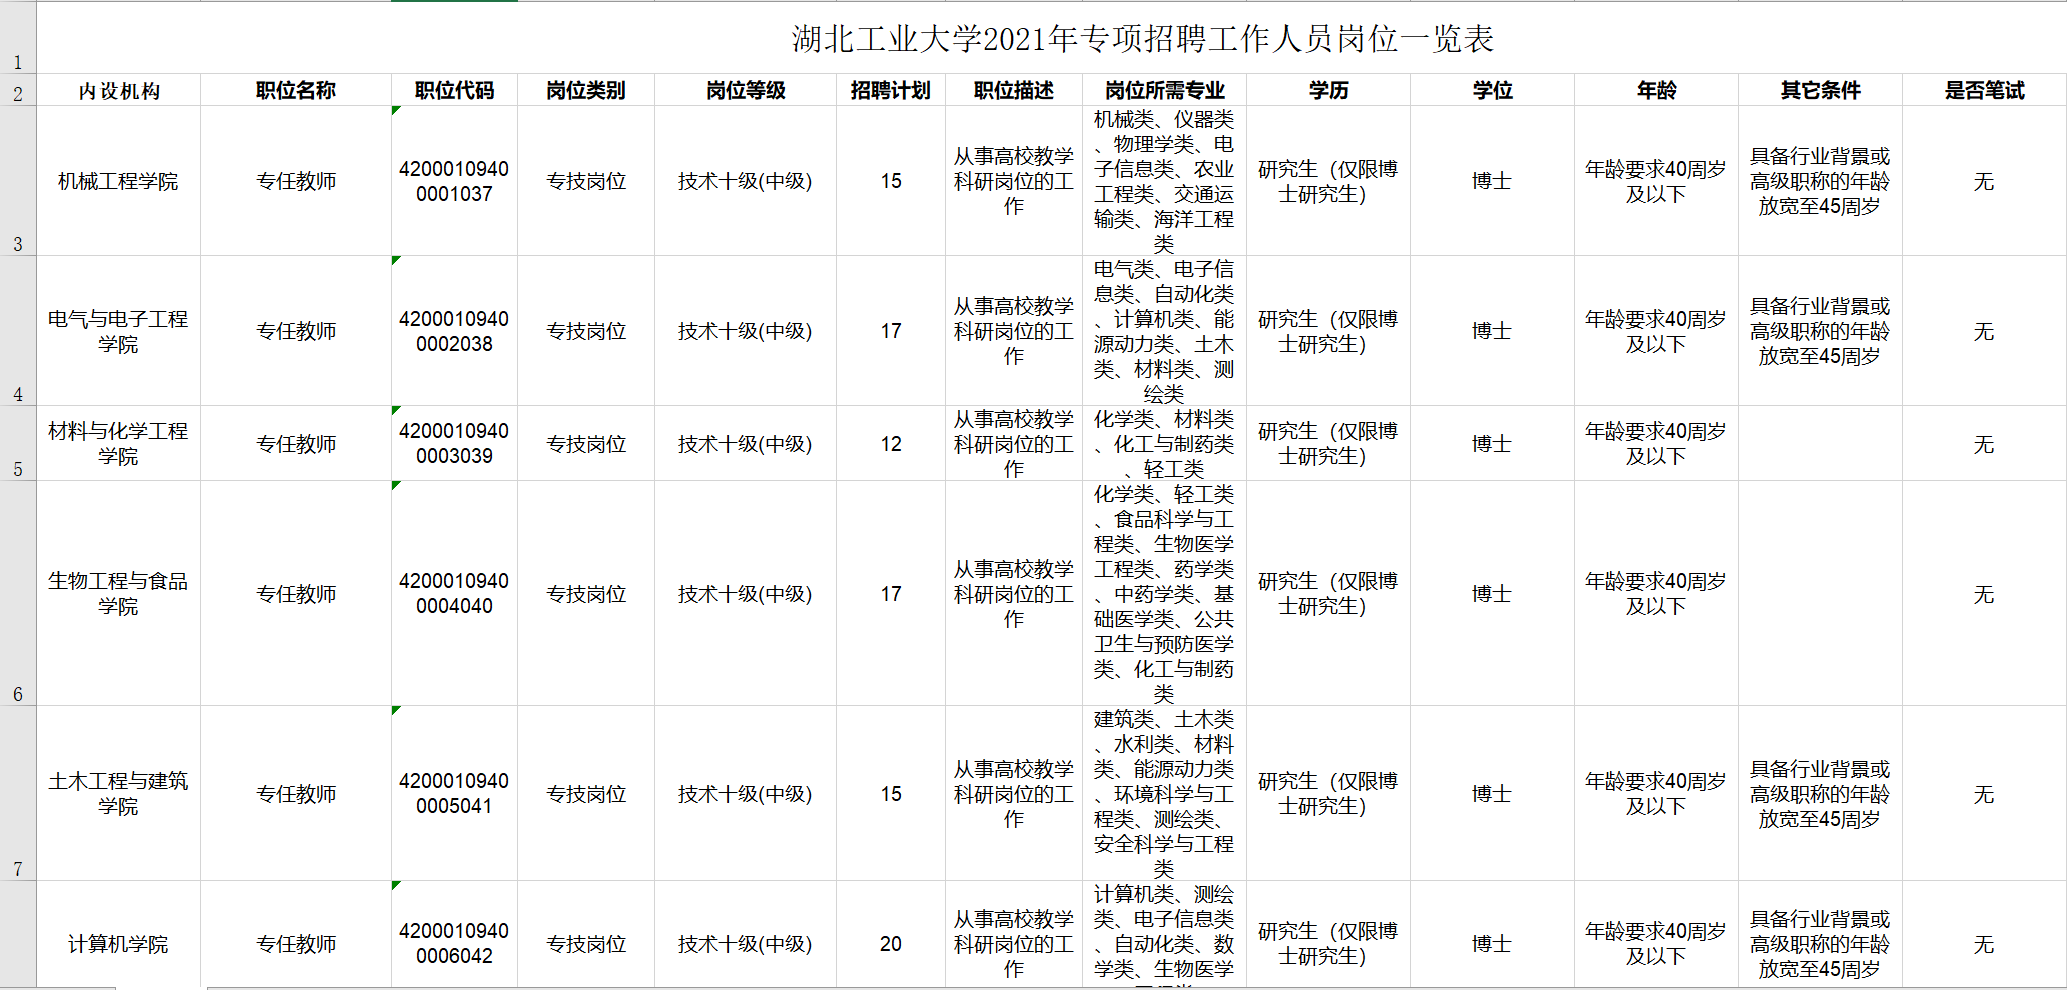 湖北工业大学2021年专项招聘工作人员岗位一览表
1
2
内设机构
职位名称
职位代码
岗位类别
岗位等级
招聘计划
职位描述
岗位所需专业
学历
学位
年龄
其它条件
是否笔试
3
机械工程学院
专任教师
4200010940
0001037
专技岗位
技术十级(中级)
15
从事高校教学
科研岗位的工
作
机械类、仪器类
、物理学类、电
子信息类、农业
工程类、交通运
输类、海洋工程
类
研究生（仅限博
士研究生）
博士
年龄要求40周岁
及以下
具备行业背景或
高级职称的年龄
放宽至45周岁
无
4
电气与电子工程
学院
专任教师
4200010940
0002038
专技岗位
技术十级(中级)
17
从事高校教学
科研岗位的工
作
电气类、电子信
息类、自动化类
、计算机类、能
源动力类、土木
类、材料类、测
绘类
研究生（仅限博
士研究生）
博士
年龄要求40周岁
及以下
具备行业背景或
高级职称的年龄
放宽至45周岁
无
5
材料与化学工程
学院
专任教师
4200010940
0003039
专技岗位
技术十级(中级)
12
从事高校教学
科研岗位的工
作
化学类、材料类
、化工与制药类
、轻工类
研究生（仅限博
士研究生）
博士
年龄要求40周岁
及以下
无
6
生物工程与食品
学院
专任教师
4200010940
0004040
专技岗位
技术十级(中级)
17
从事高校教学
科研岗位的工
作
化学类、轻工类
、食品科学与工
程类、生物医学
工程类、药学类
、中药学类、基
础医学类、公共
卫生与预防医学
类、化工与制药
类
研究生（仅限博
士研究生）
博士
年龄要求40周岁
及以下
无
7
土木工程与建筑
学院
专任教师
4200010940
0005041
专技岗位
技术十级(中级)
15
从事高校教学
科研岗位的工
作
建筑类、土木类
、水利类、材料
类、能源动力类
、环境科学与工
程类、测绘类、
安全科学与工程
类
研究生（仅限博
士研究生）
博士
年龄要求40周岁
及以下
具备行业背景或
高级职称的年龄
放宽至45周岁
无
计算机学院
专任教师
4200010940
0006042
专技岗位
技术十级(中级)
20
从事高校教学
科研岗位的工
作
计算机类、测绘
类、电子信息类
、自动化类、数
学类、生物医学
研究生（仅限博
士研究生）
博士
年龄要求40周岁
及以下
具备行业背景或
高级职称的年龄
放宽至45周岁
无